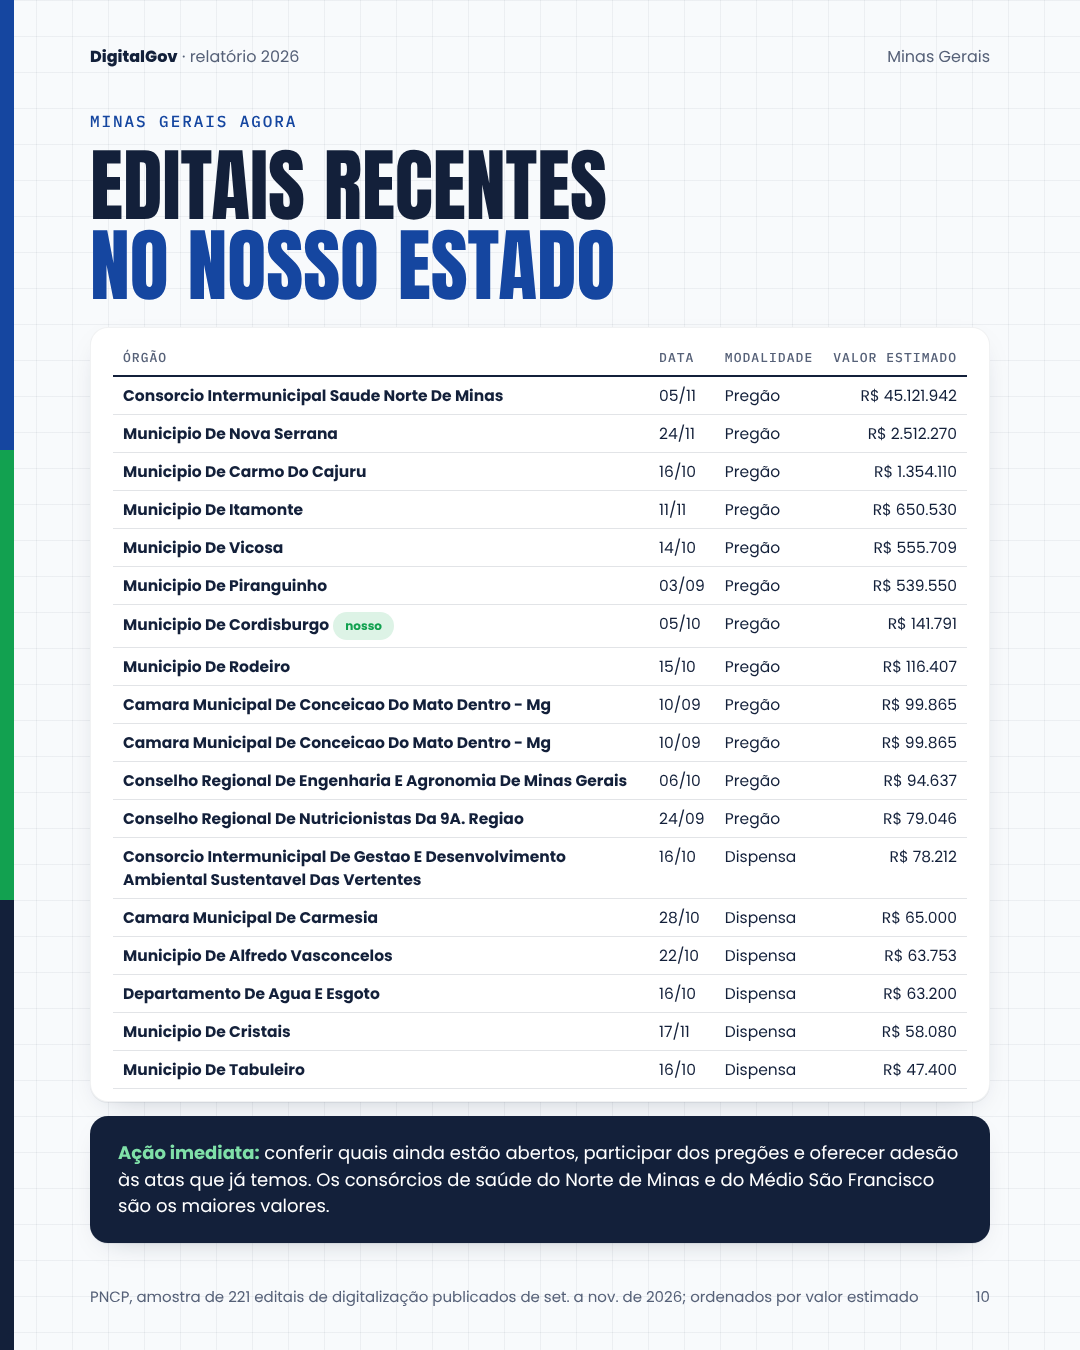 DigitalGov · relatório 2026
Minas Gerais
MINAS GERAIS AGORA
EDITAIS RECENTES
NO NOSSO ESTADO
ÓRGÃO DATA MODALIDADE VALOR ESTIMADO
Consorcio Intermunicipal Saude Norte De Minas 05/11 Pregão R$ 45.121.942
Municipio De Nova Serrana 24/11 Pregão R$ 2.512.270
Municipio De Carmo Do Cajuru 16/10 Pregão R$ 1.354.110
Municipio De Itamonte 11/11 Pregão R$ 650.530
Municipio De Vicosa 14/10 Pregão R$ 555.709
Municipio De Piranguinho 03/09 Pregão R$ 539.550
Municipio De Cordisburgo nosso 05/10 Pregão R$ 141.791
Municipio De Rodeiro 15/10 Pregão R$ 116.407
Camara Municipal De Conceicao Do Mato Dentro - Mg 10/09 Pregão R$ 99.865
Camara Municipal De Conceicao Do Mato Dentro - Mg 10/09 Pregão R$ 99.865
Conselho Regional De Engenharia E Agronomia De Minas Gerais 06/10 Pregão R$ 94.637
Conselho Regional De Nutricionistas Da 9A. Regiao 24/09 Pregão R$ 79.046
Consorcio Intermunicipal De Gestao E Desenvolvimento 16/10 Dispensa R$ 78.212
Ambiental Sustentavel Das Vertentes
Camara Municipal De Carmesia 28/10 Dispensa R$ 65.000
Municipio De Alfredo Vasconcelos 22/10 Dispensa R$ 63.753
Departamento De Agua E Esgoto 16/10 Dispensa R$ 63.200
Municipio De Cristais 17/11 Dispensa R$ 58.080
Municipio De Tabuleiro 16/10 Dispensa R$ 47.400
Ação imediata: conferir quais ainda estão abertos, participar dos pregões e oferecer adesão
às atas que já temos. Os consórcios de saúde do Norte de Minas e do Médio São Francisco
são os maiores valores.
PNCP, amostra de 221 editais de digitalização publicados de set. a nov. de 2026; ordenados por valor estimado 10